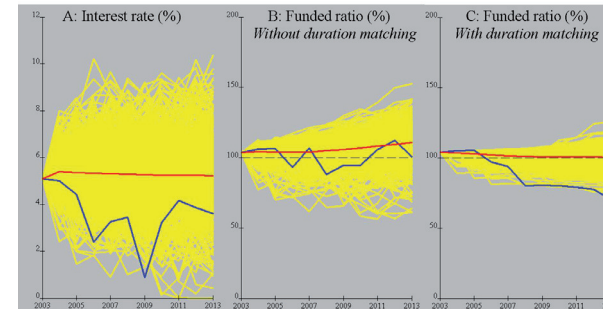 A: Interest rate (%)
12
10
8
6
4
2
0
2003 2005 2007 2009 2011 2013
B: Funded ratio (%)
Without duration matching
200
150
100
50
0
2003 2005 2007 2009 2011 2013
C: Funded ratio (%)
With duration matching
200
150
100
50
0
2003 2005 2007 2009 2011